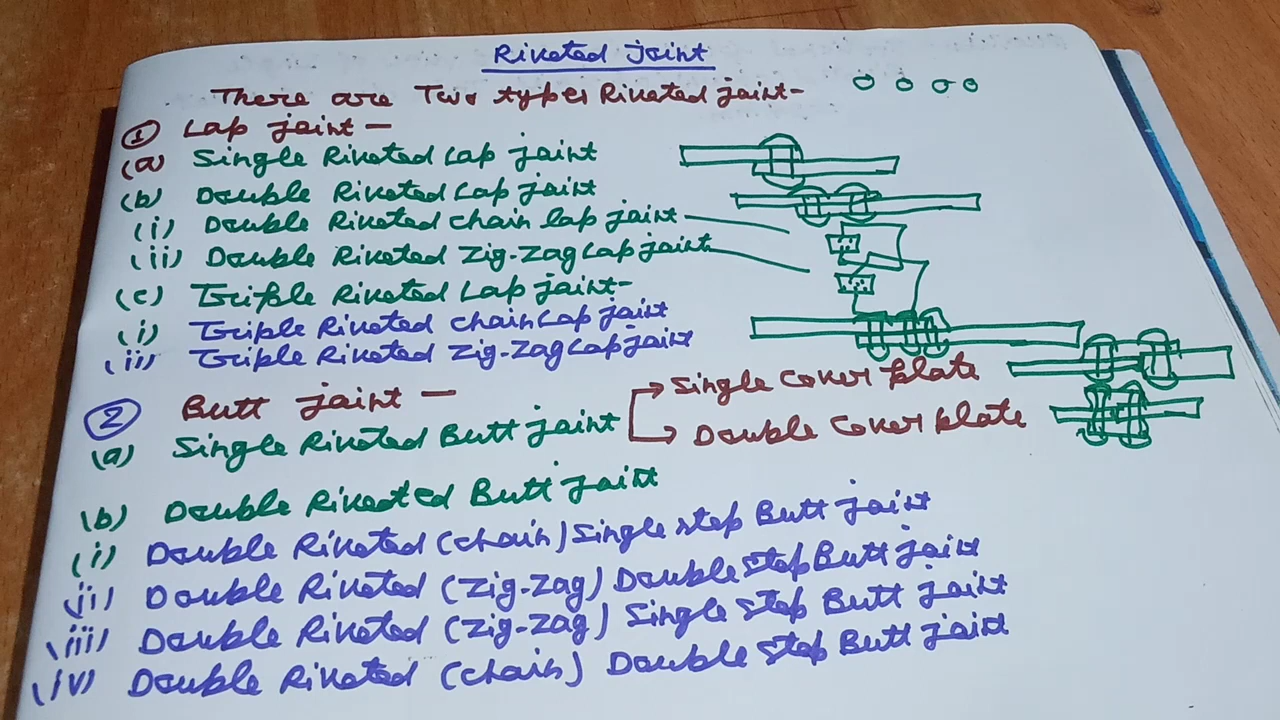 Riveted joint
There are Two types Riveted joint-
① Lap joint —
(a) Single Riveted Lap joint
(b) Double Riveted Lap joint
(i) Double Riveted chain lap joint
(ii) Double Riveted Zig-Zag Lap joint
(c) Triple Riveted Lap joint-
(i) Triple Riveted chain Lap joint
(ii) Triple Riveted Zig-Zag Lap joint
② Butt joint —
(a) Single Riveted Butt joint → Single Cover plate
→ Double Cover plate
(b) Double Riveted Butt joint
(i) Double Riveted (chain) Single step Butt joint
(ii) Double Riveted (Zig-Zag) Double step Butt joint
(iii) Double Riveted (Zig-Zag) Single step Butt joint
(iv) Double Riveted (chain) Double step Butt joint